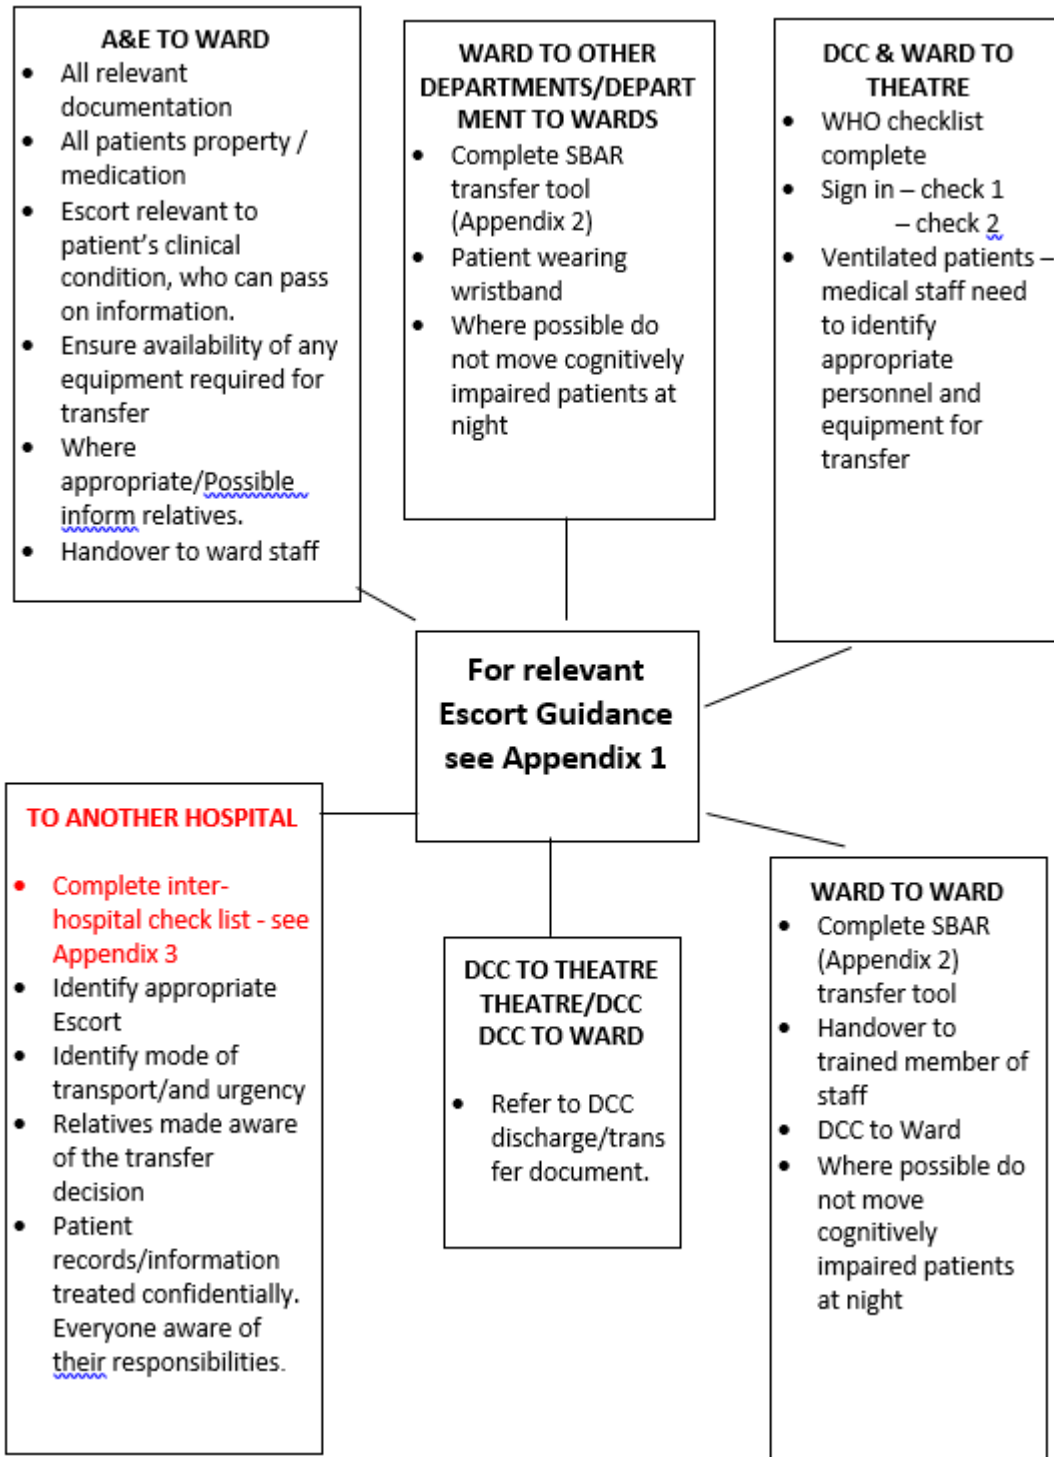 A&E TO WARD
• All relevant
documentation
• All patients property /
medication
• Escort relevant to
patient's clinical
condition, who can pass
on information.
• Ensure availability of any
equipment required for
transfer
• Where
appropriate/Possible
inform relatives.
• Handover to ward staff
WARD TO OTHER
DEPARTMENTS/DEPART
MENT TO WARDS
• Complete SBAR
transfer tool
(Appendix 2)
• Patient wearing
wristband
• Where possible do
not move cognitively
impaired patients at
night
DCC & WARD TO
THEATRE
• WHO checklist
complete
• Sign in – check 1
– check 2
• Ventilated patients –
medical staff need
to identify
appropriate
personnel and
equipment for
transfer
For relevant
Escort Guidance
see Appendix 1
TO ANOTHER HOSPITAL
• Complete inter-
hospital check list - see
Appendix 3
• Identify appropriate
Escort
• Identify mode of
transport/and urgency
• Relatives made aware
of the transfer
decision
• Patient
records/information
treated confidentially.
Everyone aware of
their responsibilities.
DCC TO THEATRE
THEATRE/DCC
DCC TO WARD
• Refer to DCC
discharge/trans
fer document.
WARD TO WARD
• Complete SBAR
(Appendix 2)
transfer tool
• Handover to
trained member of
staff
• DCC to Ward
• Where possible do
not move
cognitively
impaired patients
at night